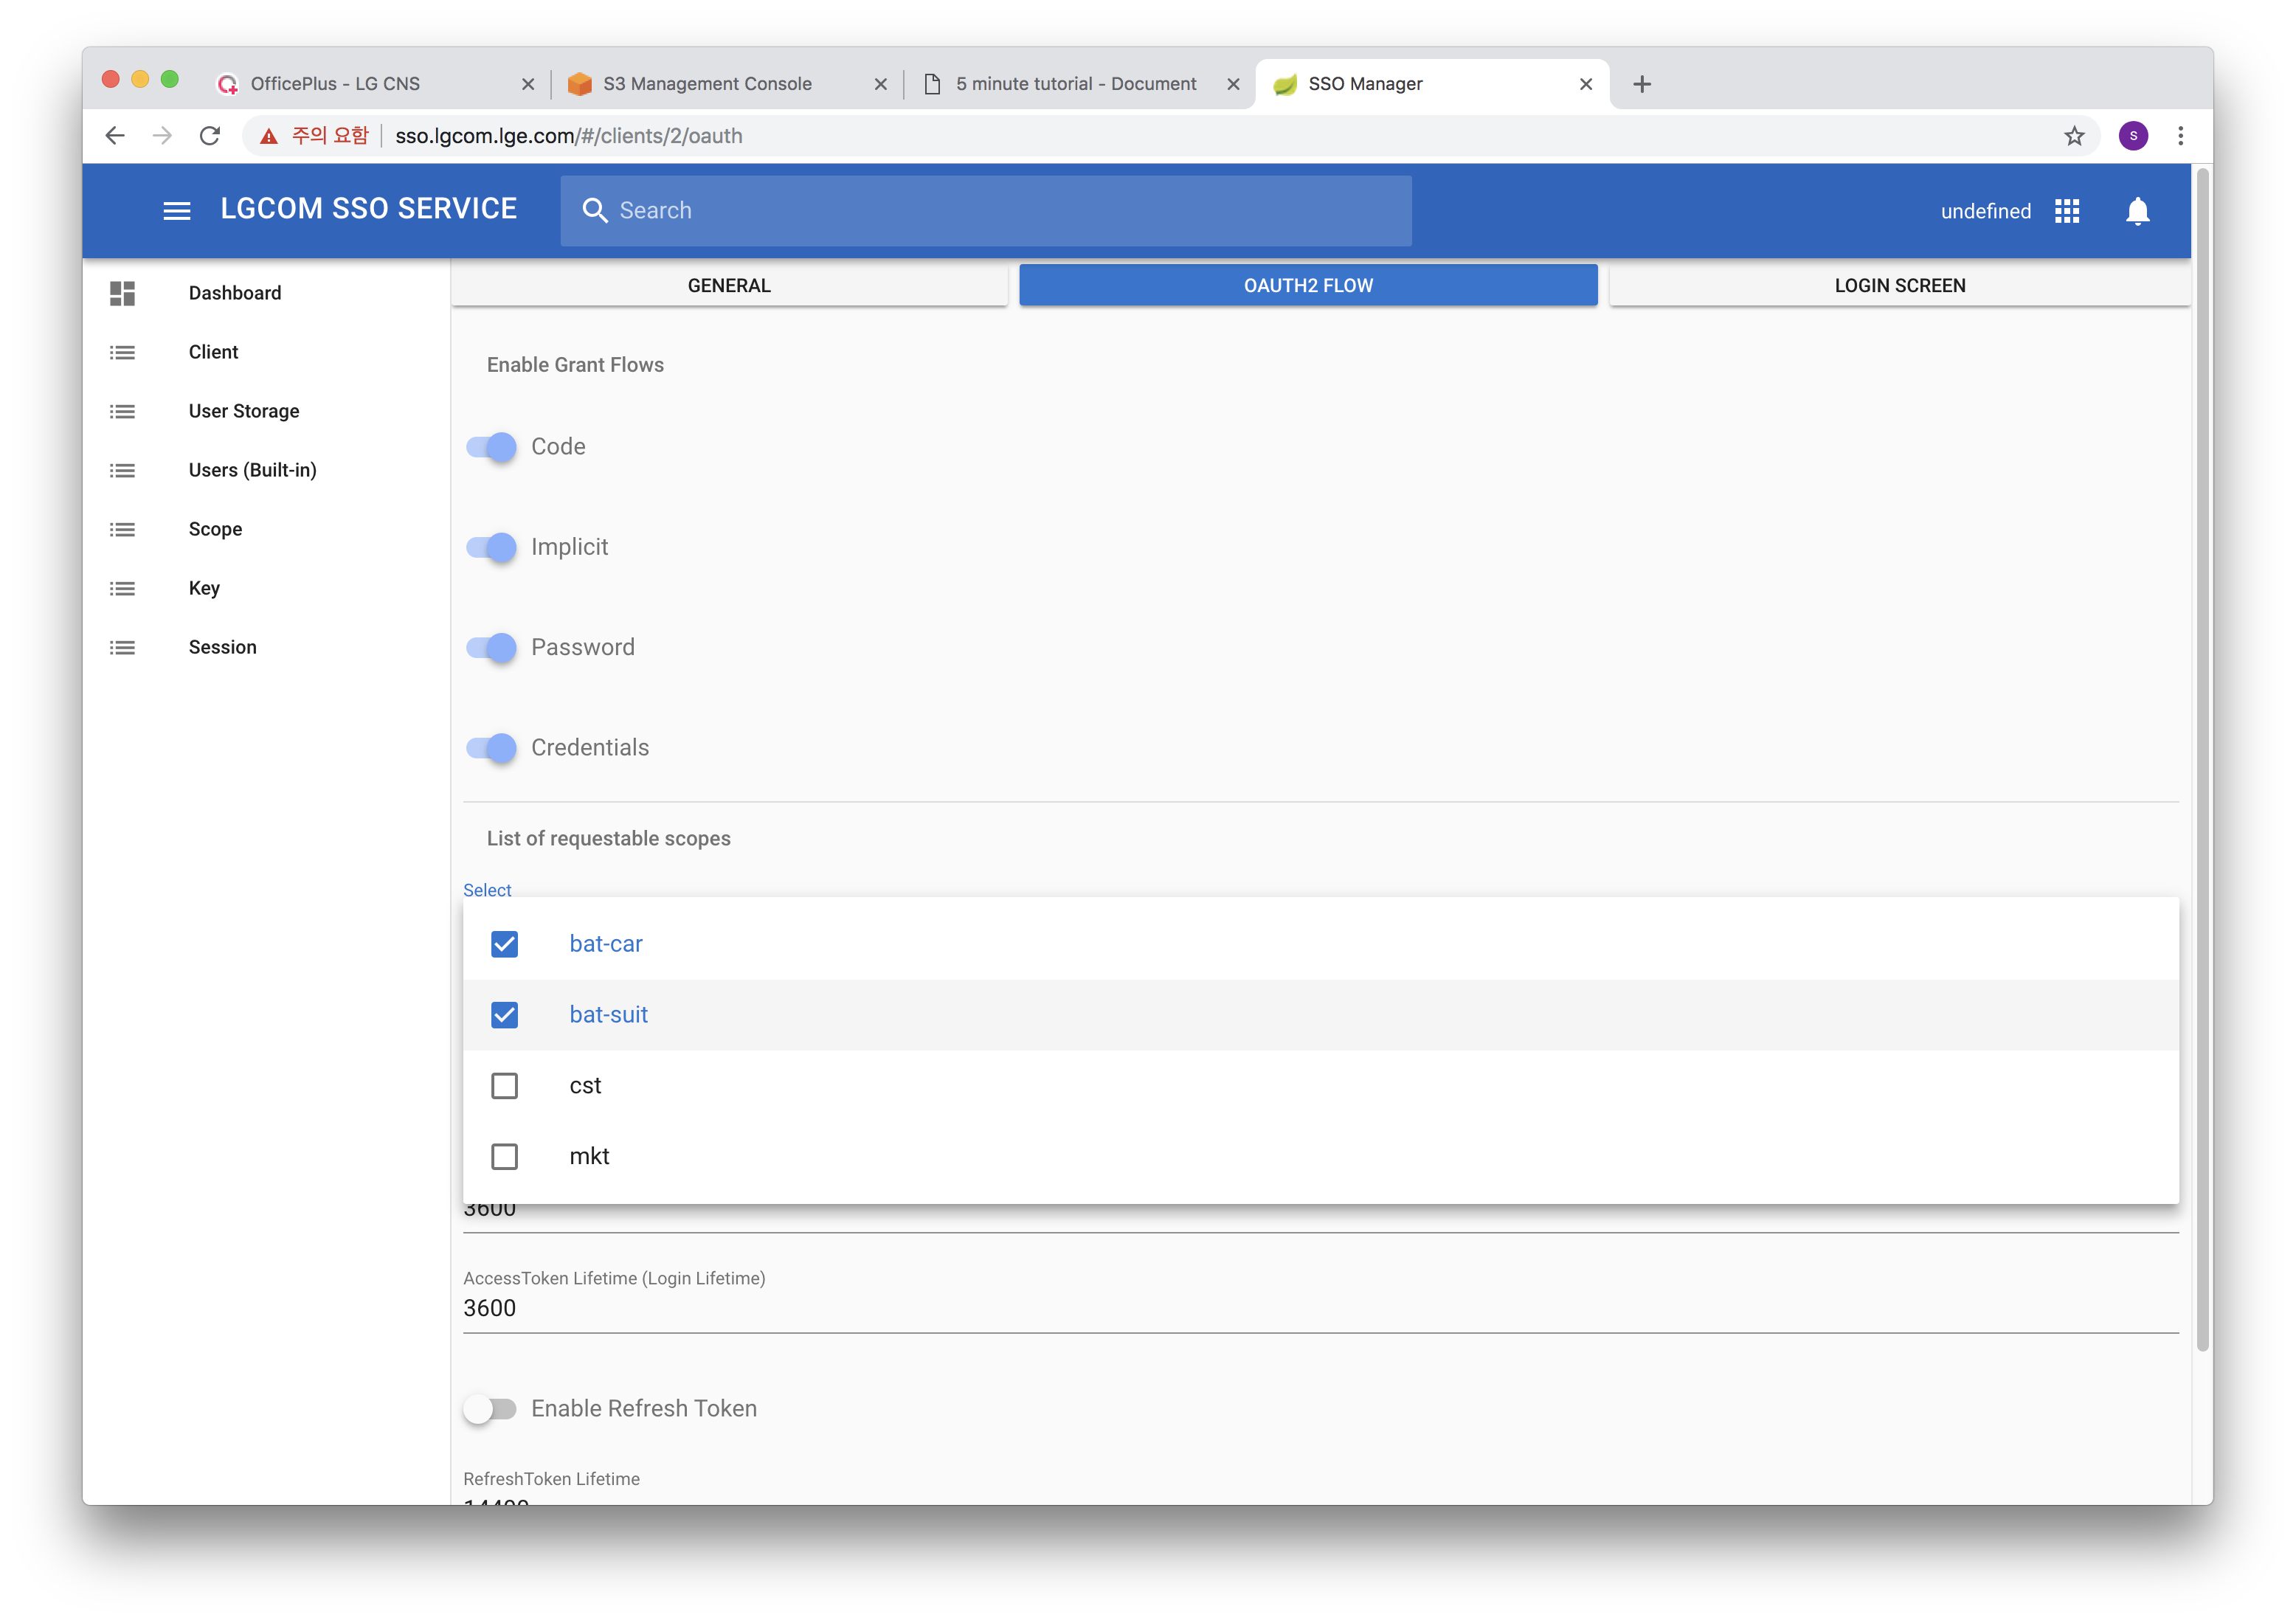 OfficePlus - LG CNS
S3 Management Console
5 minute tutorial - Document
SSO Manager
주의 요함
sso.lgcom.lge.com/#/clients/2/oauth
S
LGCOM SSO SERVICE
Search
undefined
Dashboard
Client
User Storage
Users (Built-in)
Scope
Key
Session
GENERAL
OAUTH2 FLOW
LOGIN SCREEN
Enable Grant Flows
Code
Implicit
Password
Credentials
List of requestable scopes
Select
bat-car
bat-suit
cst
mkt
3600
AccessToken Lifetime (Login Lifetime)
3600
Enable Refresh Token
RefreshToken Lifetime
14400